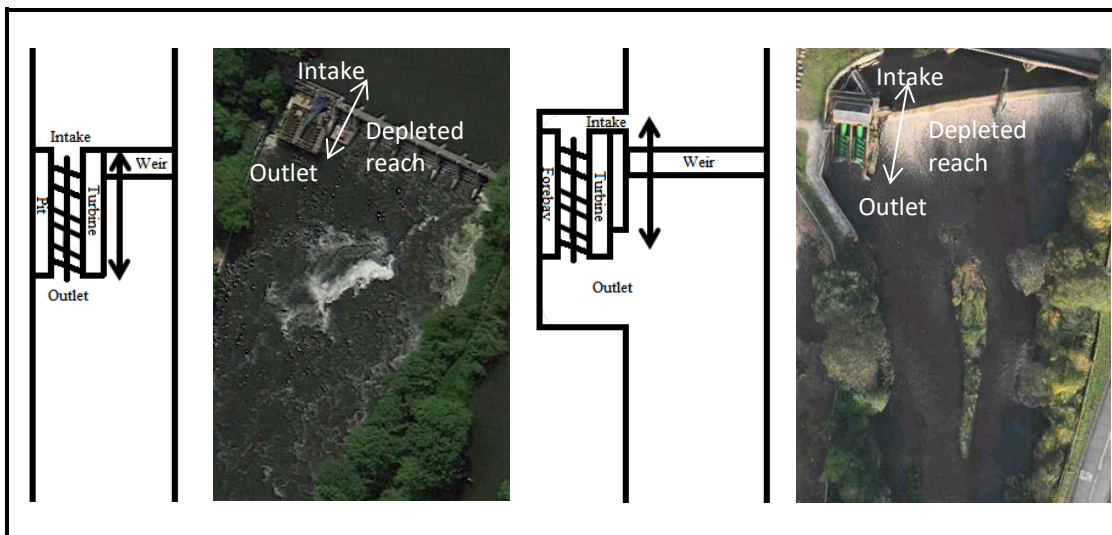 Intake
Weir
Pit
Turbine
Outlet
Intake
Depleted
reach
Outlet
Intake
Weir
Forebay
Turbine
Outlet
Intake
Depleted
reach
Outlet